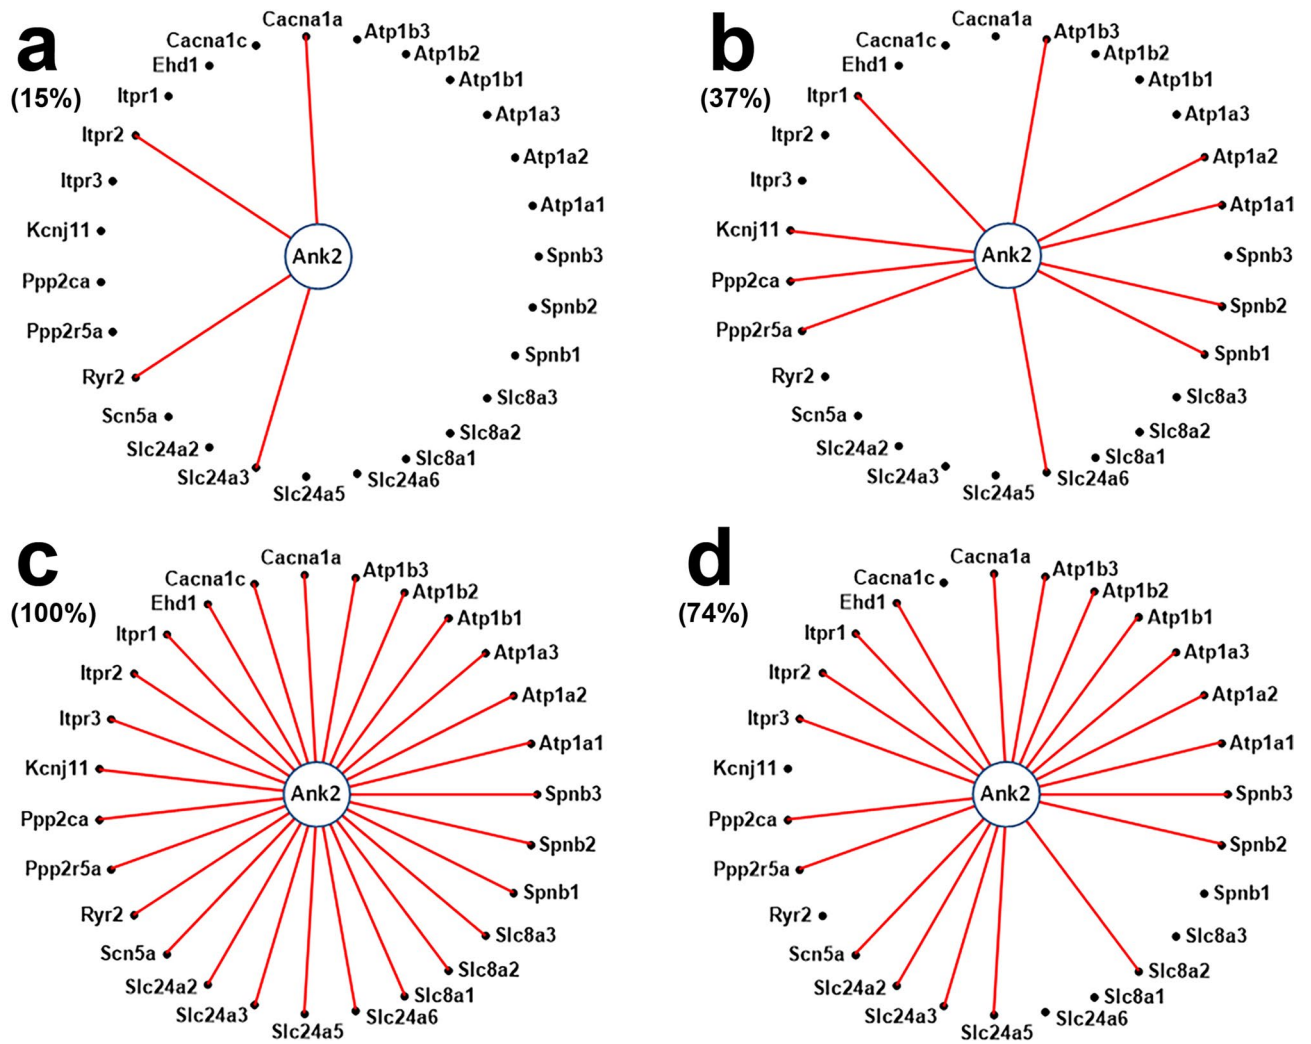 a
(15%)
Cacna1a
Atp1b3
Cacna1c
Atp1b2
Ehd1
Atp1b1
Itpr1
Atp1a3
Itpr2
Atp1a2
Itpr3
Atp1a1
Kcnj11
Ank2
Spnb3
Ppp2ca
Spnb2
Ppp2r5a
Spnb1
Ryr2
Slc8a3
Scn5a
Slc8a2
Slc24a2
Slc8a1
Slc24a3
Slc24a6
Slc24a5
b
(37%)
Cacna1a
Atp1b3
Cacna1c
Atp1b2
Ehd1
Atp1b1
Itpr1
Atp1a3
Itpr2
Atp1a2
Itpr3
Atp1a1
Kcnj11
Ank2
Spnb3
Ppp2ca
Spnb2
Ppp2r5a
Spnb1
Ryr2
Slc8a3
Scn5a
Slc8a2
Slc24a2
Slc8a1
Slc24a3
Slc24a6
Slc24a5
c
(100%)
Cacna1a
Atp1b3
Cacna1c
Atp1b2
Ehd1
Atp1b1
Itpr1
Atp1a3
Itpr2
Atp1a2
Itpr3
Atp1a1
Kcnj11
Ank2
Spnb3
Ppp2ca
Spnb2
Ppp2r5a
Spnb1
Ryr2
Slc8a3
Scn5a
Slc8a2
Slc24a2
Slc8a1
Slc24a3
Slc24a6
Slc24a5
d
(74%)
Cacna1a
Atp1b3
Cacna1c
Atp1b2
Ehd1
Atp1b1
Itpr1
Atp1a3
Itpr2
Atp1a2
Itpr3
Atp1a1
Kcnj11
Ank2
Spnb3
Ppp2ca
Spnb2
Ppp2r5a
Spnb1
Ryr2
Slc8a3
Scn5a
Slc8a2
Slc24a2
Slc8a1
Slc24a3
Slc24a6
Slc24a5